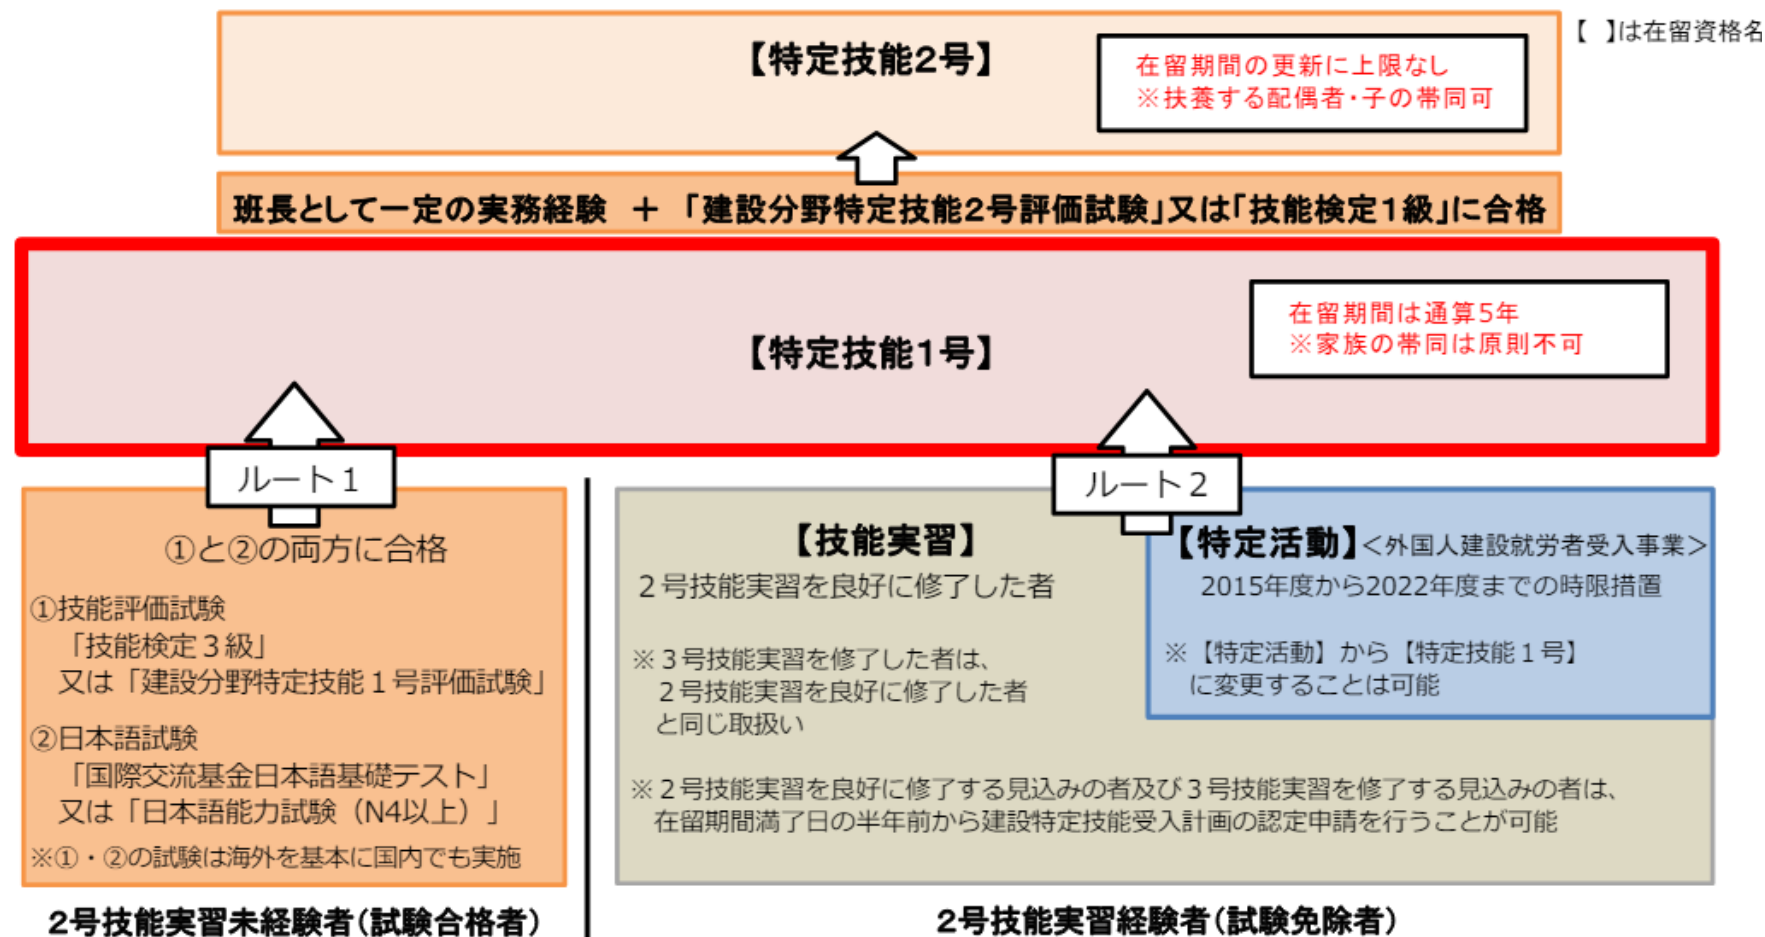 【 】は在留資格名
【特定技能2号】
在留期間の更新に上限なし
※扶養する配偶者・子の帯同可
班長として一定の実務経験 ＋ 「建設分野特定技能2号評価試験」又は「技能検定1級」に合格
【特定技能1号】
在留期間は通算5年
※家族の帯同は原則不可
ルート1
①と②の両方に合格
①技能評価試験
「技能検定3級」
又は「建設分野特定技能1号評価試験」
②日本語試験
「国際交流基金日本語基礎テスト」
又は「日本語能力試験（N4以上）」
※①・②の試験は海外を基本に国内でも実施
2号技能実習未経験者(試験合格者)
ルート2
【技能実習】
2号技能実習を良好に修了した者
※3号技能実習を修了した者は、
2号技能実習を良好に修了した者
と同じ取扱い
【特定活動】＜外国人建設就労者受入事業＞
2015年度から2022年度までの時限措置
※【特定活動】から【特定技能1号】
に変更することは可能
※2号技能実習を良好に修了する見込みの者及び3号技能実習を修了する見込みの者は、
在留期間満了日の半年前から建設特定技能受入計画の認定申請を行うことが可能
2号技能実習経験者(試験免除者)